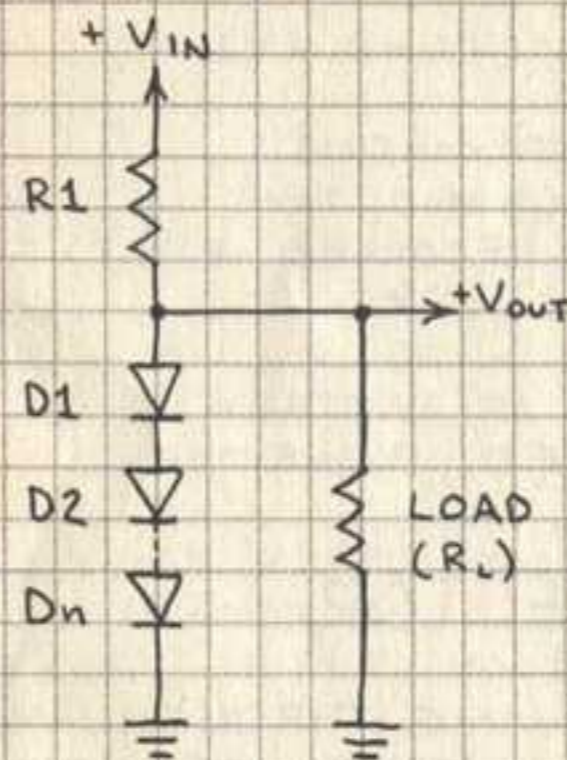 + VIN
R1
+VOUT
D1
D2
LOAD
(RL)
Dn